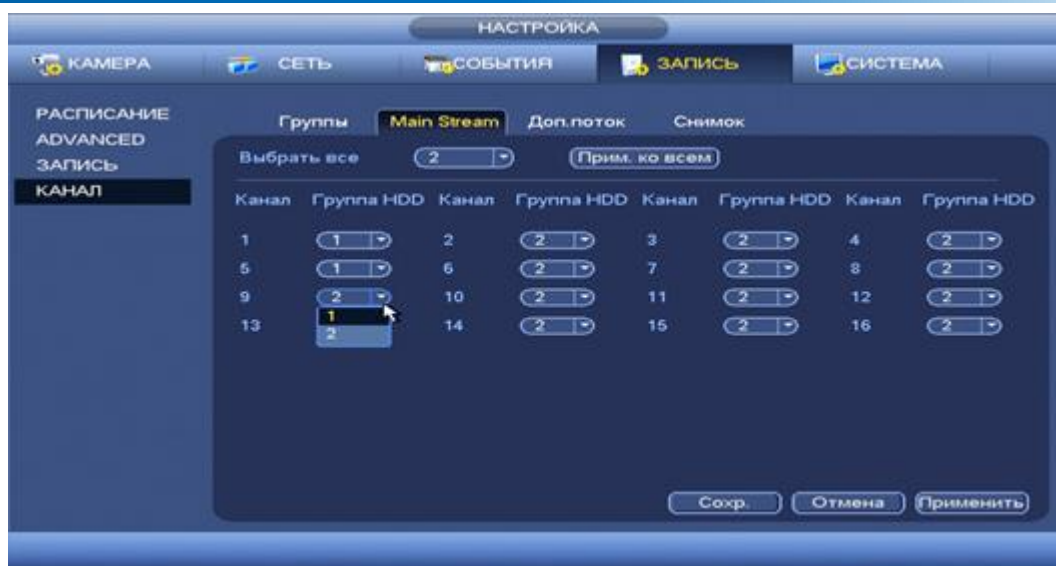 НАСТРОЙКА
КАМЕРА СЕТЬ СОБЫТИЯ ЗАПИСЬ СИСТЕМА
РАСПИСАНИЕ
ADVANCED
ЗАПИСЬ
КАНАЛ
Группы Main Stream Доп.поток Снимок
Выбрать все 2 Прим. ко всем
Канал Группа HDD Канал Группа HDD Канал Группа HDD Канал Группа HDD
1 1 2 2 3 2 4 2
5 1 6 2 7 2 8 2
9 2 10 2 11 2 12 2
13 1 14 2 15 2 16 2
2
Сохр. Отмена Применить